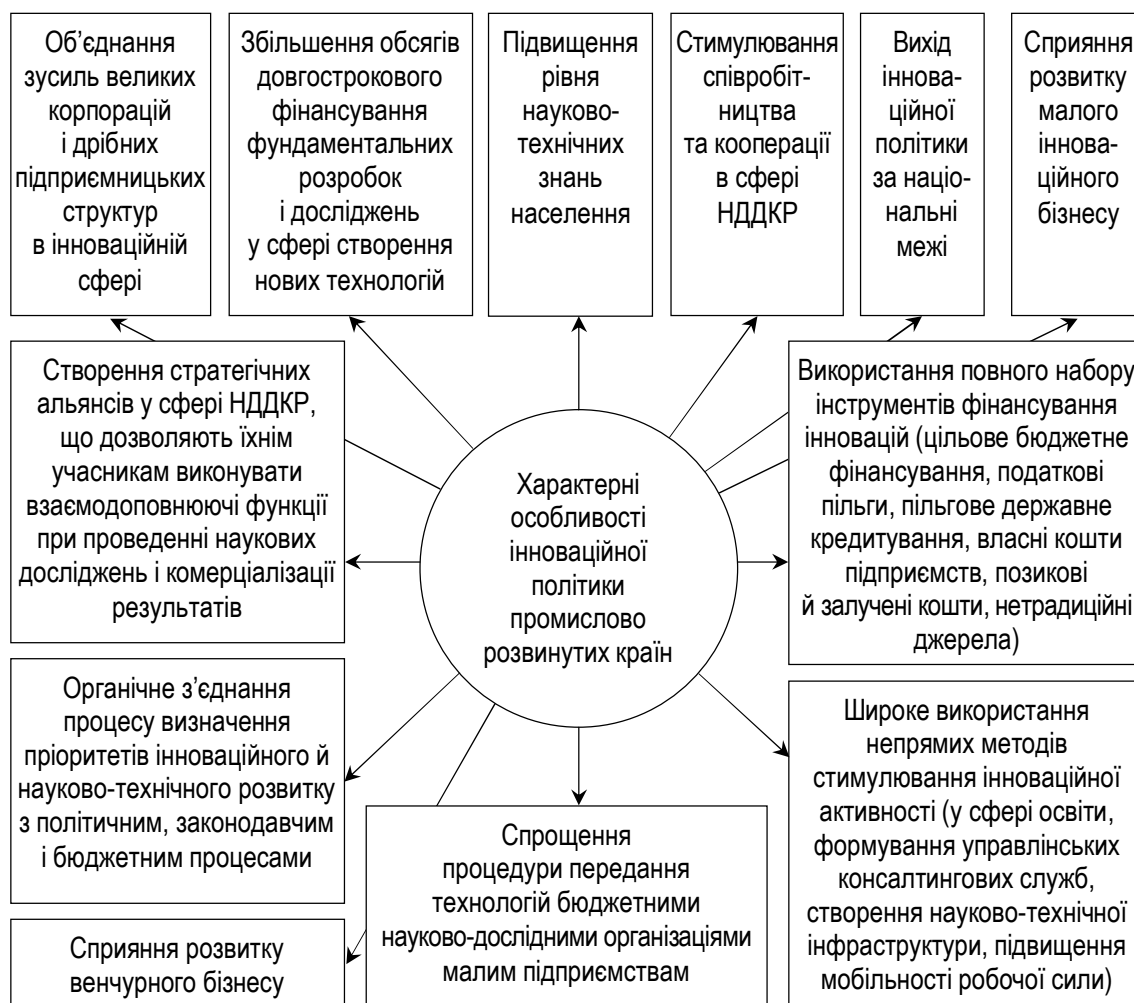 Об’єднання
зусиль великих
корпорацій
і дрібних
підприємницьких
структур
в інноваційній
сфері
Збільшення обсягів
довгострокового
фінансування
фундаментальних
розробок
і досліджень
у сфері створення
нових технологій
Підвищення
рівня
науково-
технічних
знань
населення
Стимулювання
співробіт-
ництва
та кооперації
в сфері
НДДКР
Вихід
іннова-
ційної
політики
за націо-
нальні
межі
Сприяння
розвитку
малого
іннова-
ційного
бізнесу
Створення стратегічних
альянсів у сфері НДДКР,
що дозволяють їхнім
учасникам виконувати
взаємодоповнюючі функції
при проведенні наукових
досліджень і комерціалізації
результатів
Характерні
особливості
інноваційної
політики
промислово
розвинутих країн
Використання повного набору
інструментів фінансування
інновацій (цільове бюджетне
фінансування, податкові
пільги, пільгове державне
кредитування, власні кошти
підприємств, позикові
й залучені кошти, нетрадиційні
джерела)
Органічне з’єднання
процесу визначення
пріоритетів інноваційного й
науково-технічного розвитку
з політичним, законодавчим
і бюджетним процесами
Широке використання
непрямих методів
стимулювання інноваційної
активності (у сфері освіти,
формування управлінських
консалтингових служб,
створення науково-технічної
інфраструктури, підвищення
мобільності робочої сили)
Спрощення
процедури передання
технологій бюджетними
науково-дослідними організаціями
малим підприємствам
Сприяння розвитку
венчурного бізнесу